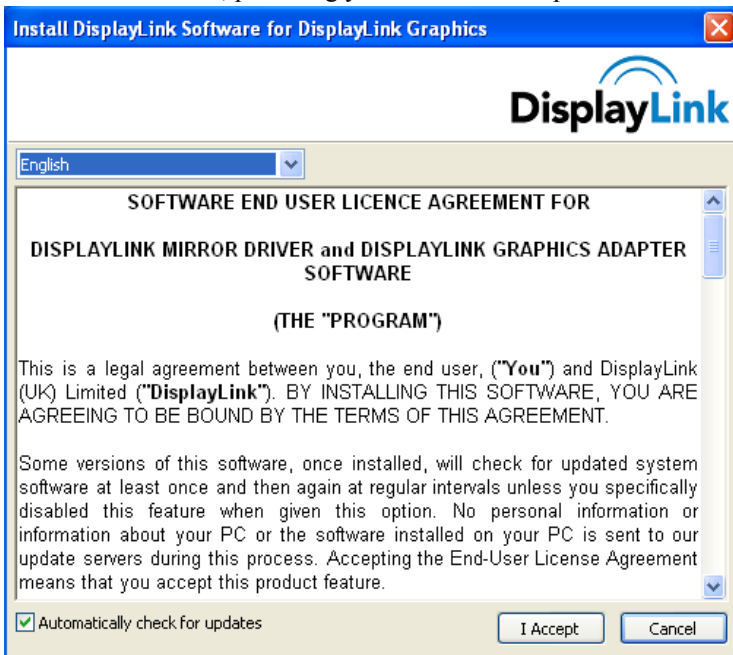 Install DisplayLink Software for DisplayLink Graphics
DisplayLink
English
SOFTWARE END USER LICENCE AGREEMENT FOR
DISPLAYLINK MIRROR DRIVER and DISPLAYLINK GRAPHICS ADAPTER
SOFTWARE
(THE "PROGRAM")
This is a legal agreement between you, the end user, ("You") and DisplayLink
(UK) Limited ("DisplayLink"). BY INSTALLING THIS SOFTWARE, YOU ARE
AGREEING TO BE BOUND BY THE TERMS OF THIS AGREEMENT.
Some versions of this software, once installed, will check for updated system
software at least once and then again at regular intervals unless you specifically
disabled this feature when given this option. No personal information or
information about your PC or the software installed on your PC is sent to our
update servers during this process. Accepting the End-User License Agreement
means that you accept this product feature.
Automatically check for updates
I Accept
Cancel